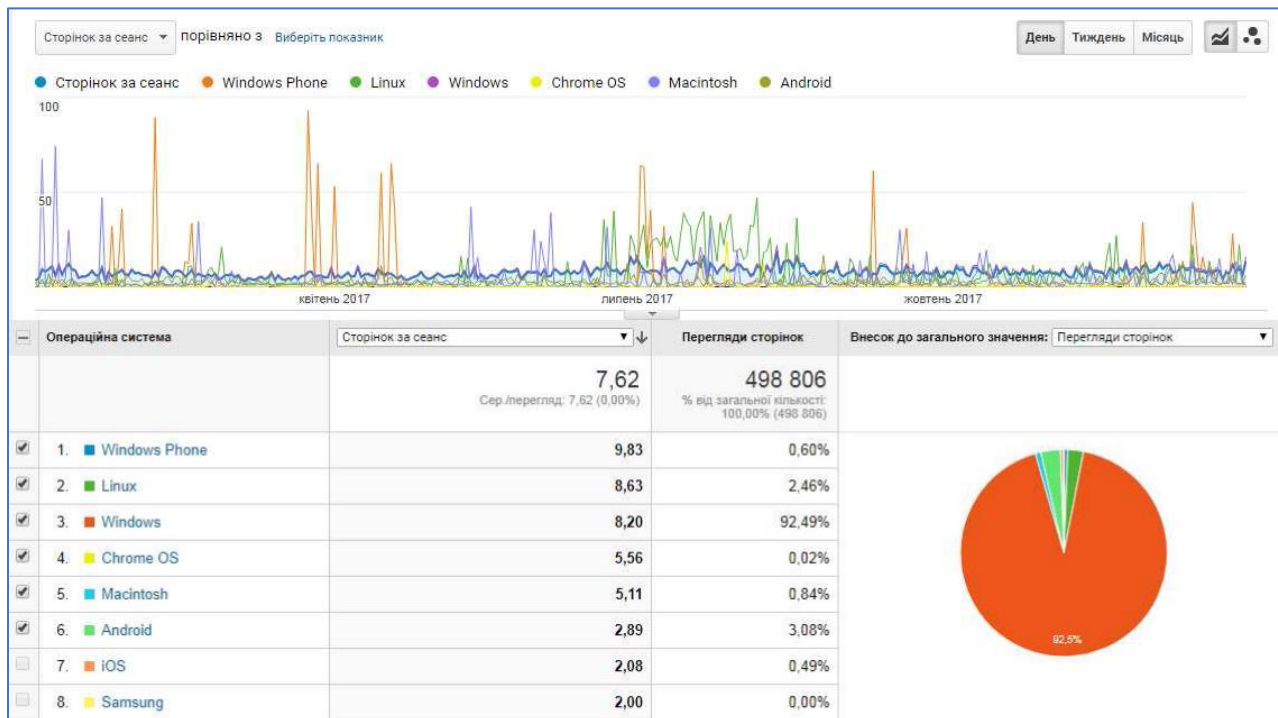 Сторінок за сеанс порівняно з Виберіть показник День Тиждень Місяць
Сторінок за сеанс Windows Phone Linux Windows Chrome OS Macintosh Android
100
50
квітень 2017 липень 2017 жовтень 2017
Операційна система Сторінок за сеанс Перегляди сторінок Внесок до загального значення: Перегляди сторінок
7,62 498 806
Сер./перегляд: 7,62 (0,00%) % від загальної кількості:
100,00% (498 806)
1. Windows Phone 9,83 0,60%
2. Linux 8,63 2,46%
3. Windows 8,20 92,49%
4. Chrome OS 5,56 0,02%
5. Macintosh 5,11 0,84%
6. Android 2,89 3,08%
92,5%
7. iOS 2,08 0,49%
8. Samsung 2,00 0,00%